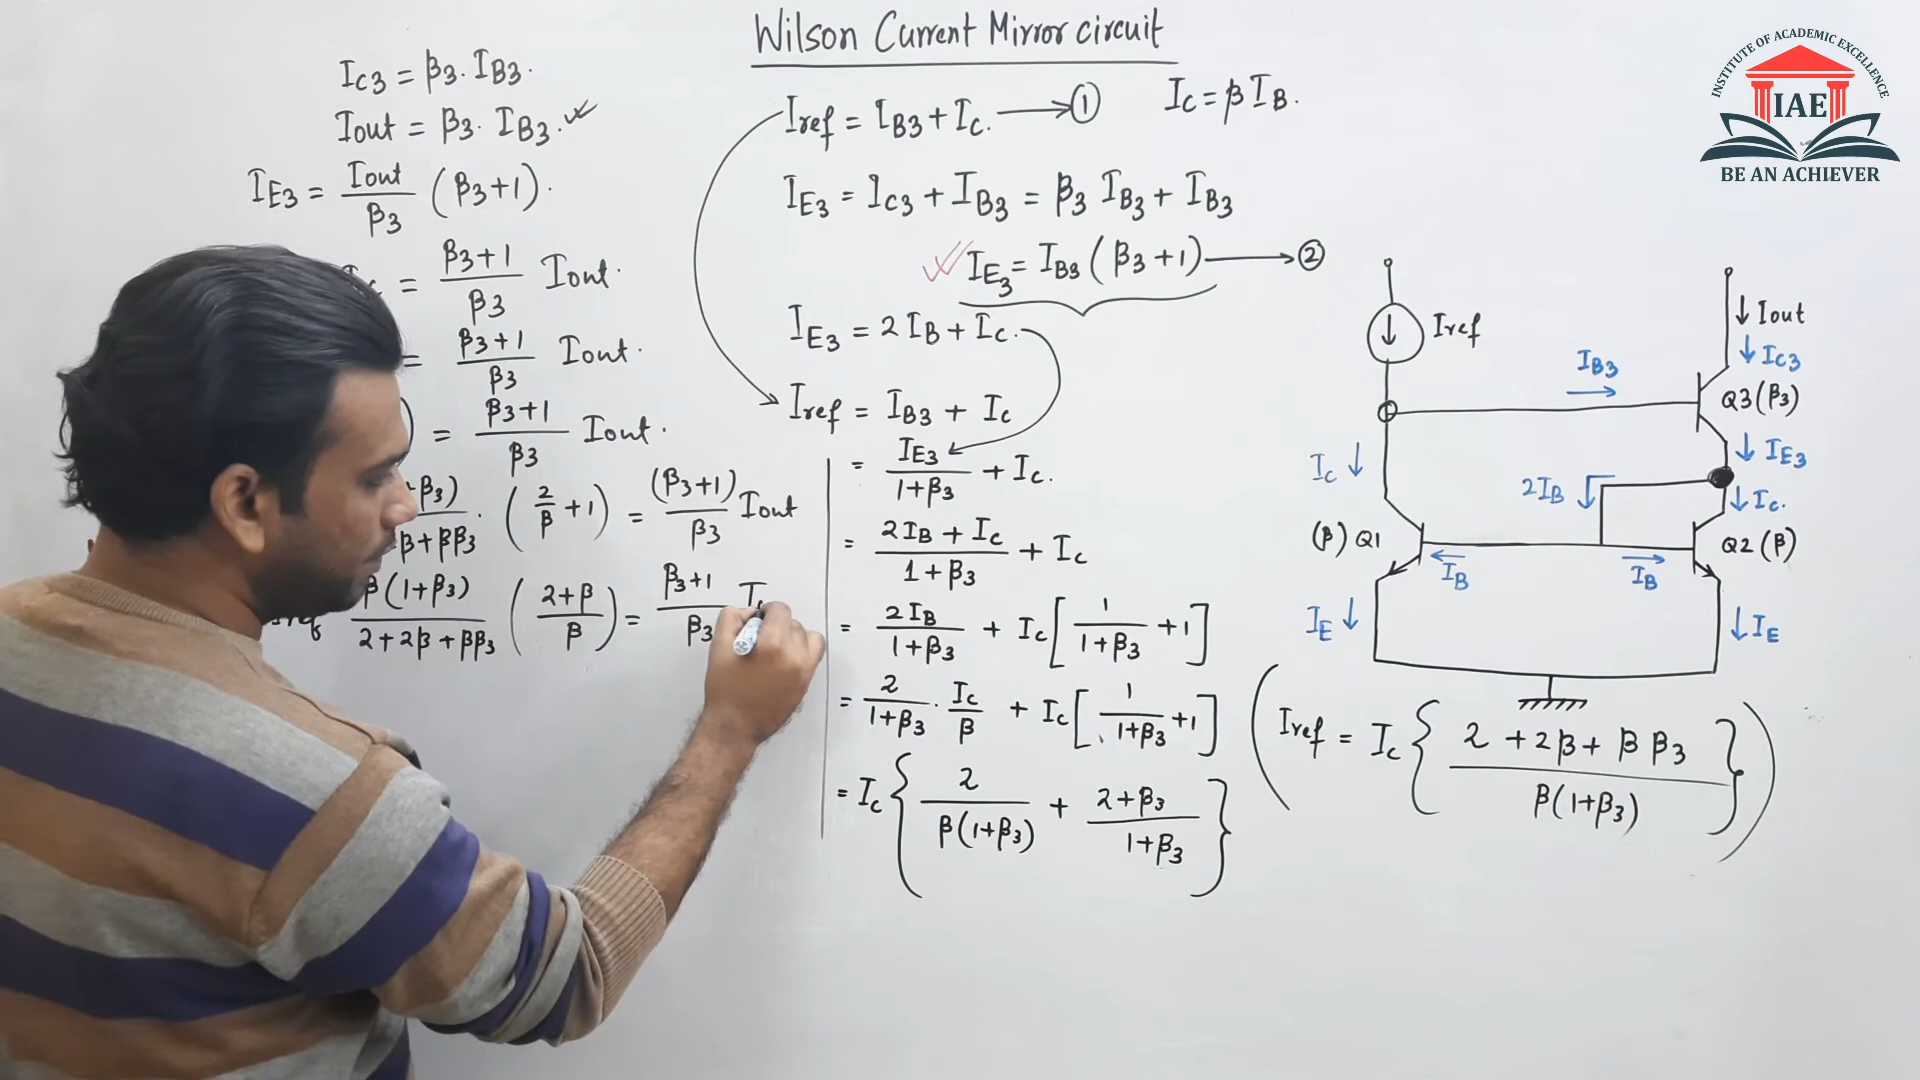 Wilson Current Mirror circuit
INSTITUTE OF ACADEMIC EXCELLENCE
IAE
BE AN ACHIEVER
Ic3 = β3. IB3.
Iout = β3. IB3. ✓
IE3 = Iout/β3 (β3+1).
= β3+1/β3 Iout.
= β3+1/β3 Iout.
) = β3+1/β3 Iout.
β3)/β+ββ3 . (2/β +1) = (β3+1)/β3 Iout
β(1+β3)/2+2β+ββ3 (2+β/β) = β3+1/β3
Iref = IB3 + Ic. → ①
Ic = β IB.
IE3 = Ic3 + IB3 = β3 IB3 + IB3
✓✓ IE3 = IB3 (β3+1) → ②
IE3 = 2IB + Ic.
Iref = IB3 + Ic
= IE3/1+β3 + Ic.
= 2IB + Ic/1+β3 + Ic
= 2IB/1+β3 + Ic[1/1+β3 +1]
= 2/1+β3 . Ic/β + Ic[1/1+β3 +1]
= Ic{2/β(1+β3) + 2+β3/1+β3}
Iref
↓ Iout
↓ Ic3
IB3
Q3(β3)
↓ IE3
Ic ↓
2IB
↓ Ic.
(β) Q1
IB
IB
Q2(β)
IE ↓
↓ IE
(Iref = Ic{2 + 2β + ββ3/β(1+β3)})